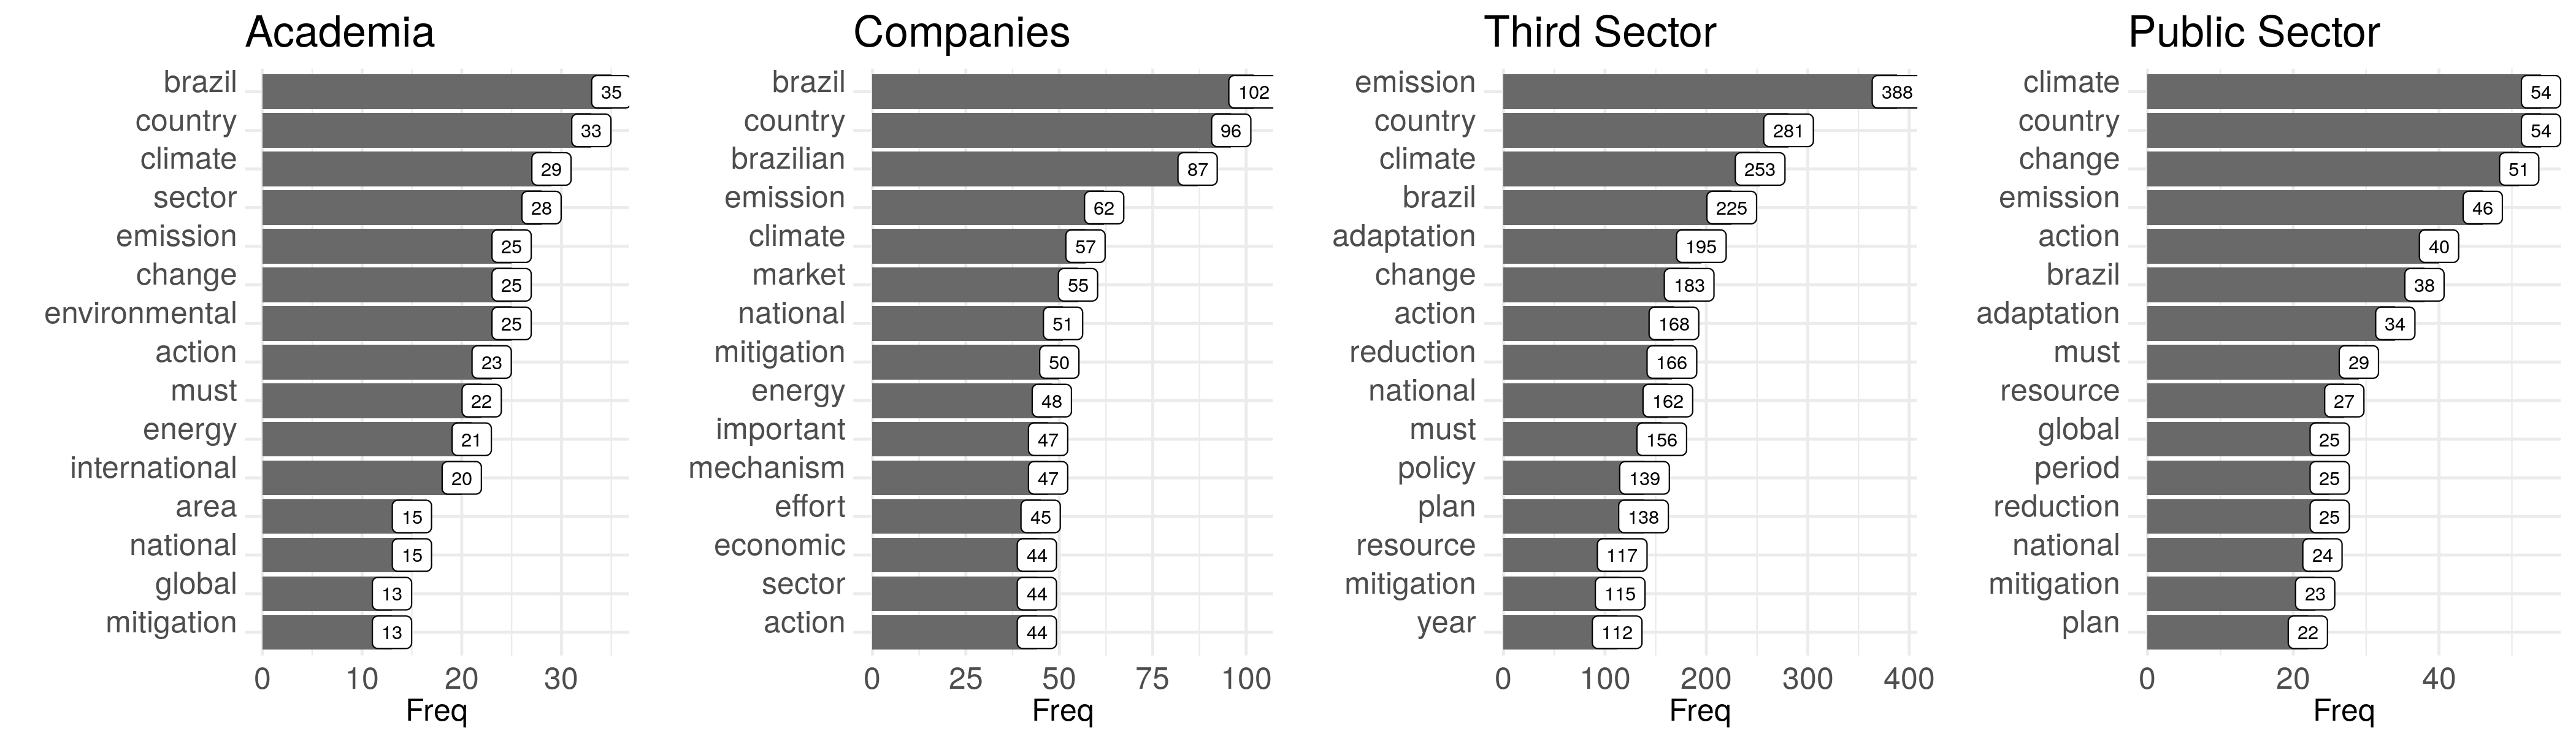 Academia
brazil 35
country 33
climate 29
sector 28
emission 25
change 25
environmental 25
action 23
must 22
energy 21
international 20
area 15
national 15
global 13
mitigation 13
0 10 20 30
Freq
Companies
brazil 102
country 96
brazilian 87
emission 62
climate 57
market 55
national 51
mitigation 50
energy 48
important 47
mechanism 47
effort 45
economic 44
sector 44
action 44
0 25 50 75 100
Freq
Third Sector
emission 388
country 281
climate 253
brazil 225
adaptation 195
change 183
action 168
reduction 166
national 162
must 156
policy 139
plan 138
resource 117
mitigation 115
year 112
0 100 200 300 400
Freq
Public Sector
climate 54
country 54
change 51
emission 46
action 40
brazil 38
adaptation 34
must 29
resource 27
global 25
period 25
reduction 25
national 24
mitigation 23
plan 22
0 20 40
Freq